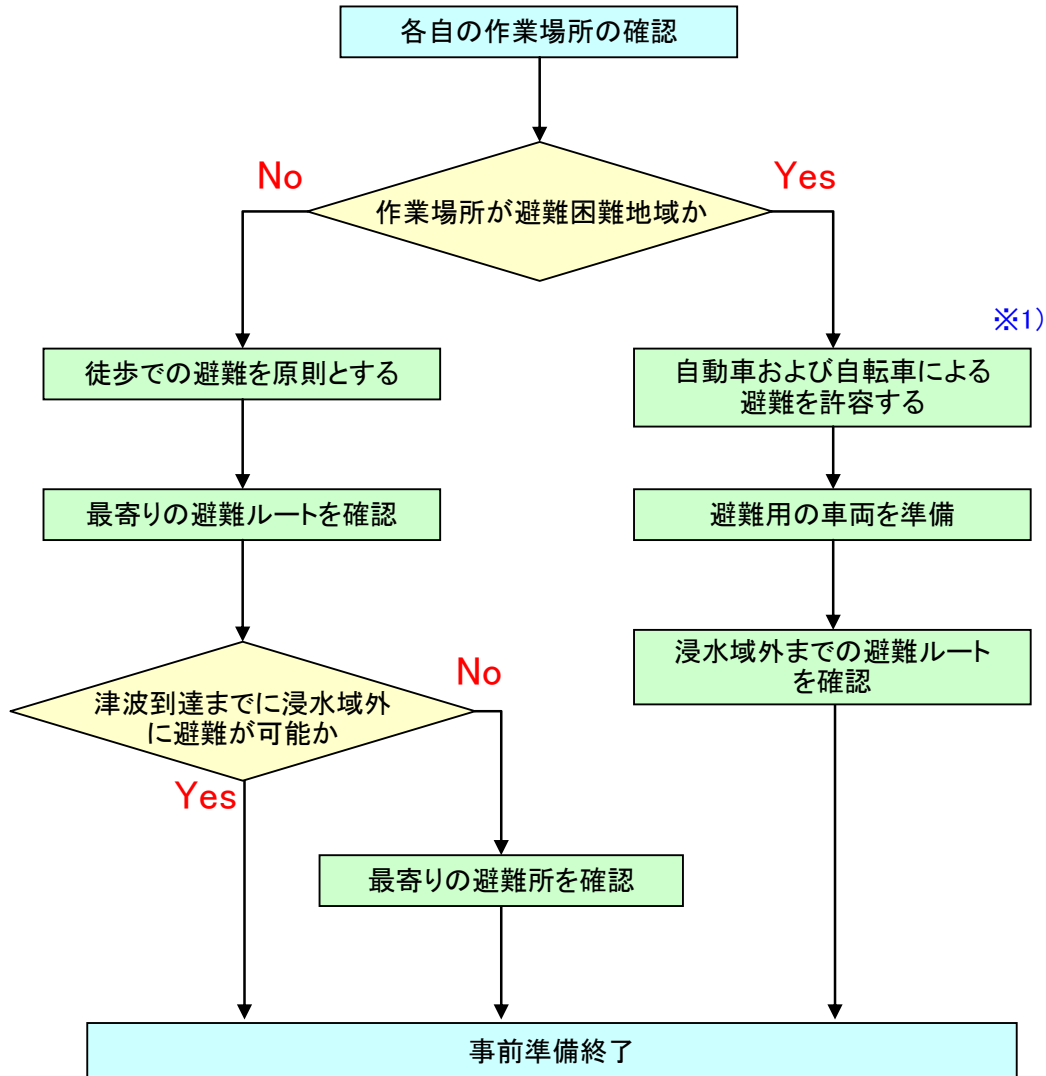 各自の作業場所の確認
No
Yes
作業場所が避難困難地域か
※1)
徒歩での避難を原則とする
自動車および自転車による
避難を許容する
最寄りの避難ルートを確認
避難用の車両を準備
浸水域外までの避難ルート
を確認
No
津波到達までに浸水域外
に避難が可能か
Yes
最寄りの避難所を確認
事前準備終了